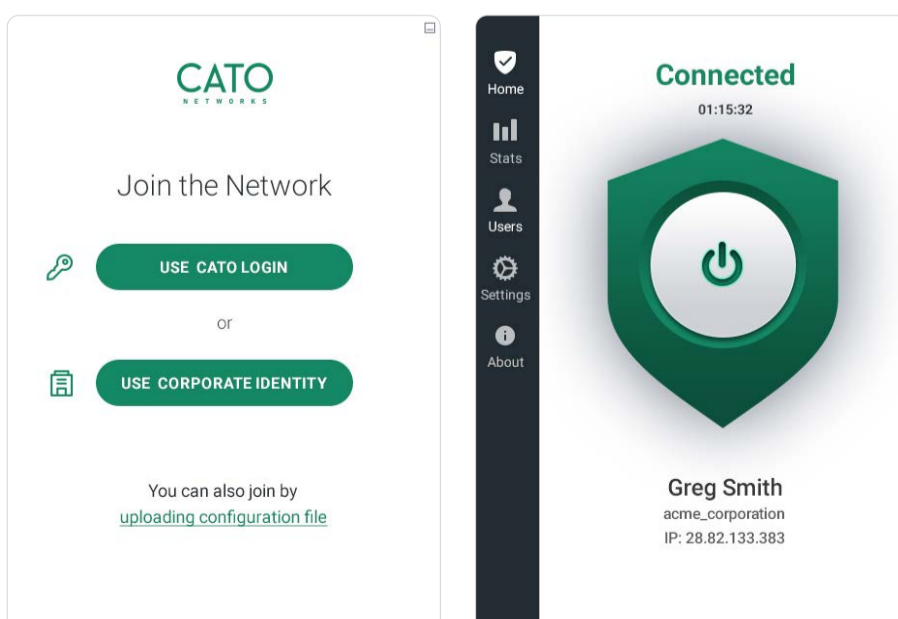 CATO
NETWORKS
Join the Network
USE CATO LOGIN
or
USE CORPORATE IDENTITY
You can also join by
uploading configuration file
Home
Stats
Users
Settings
About
Connected
01:15:32
Greg Smith
acme_corporation
IP: 28.82.133.383